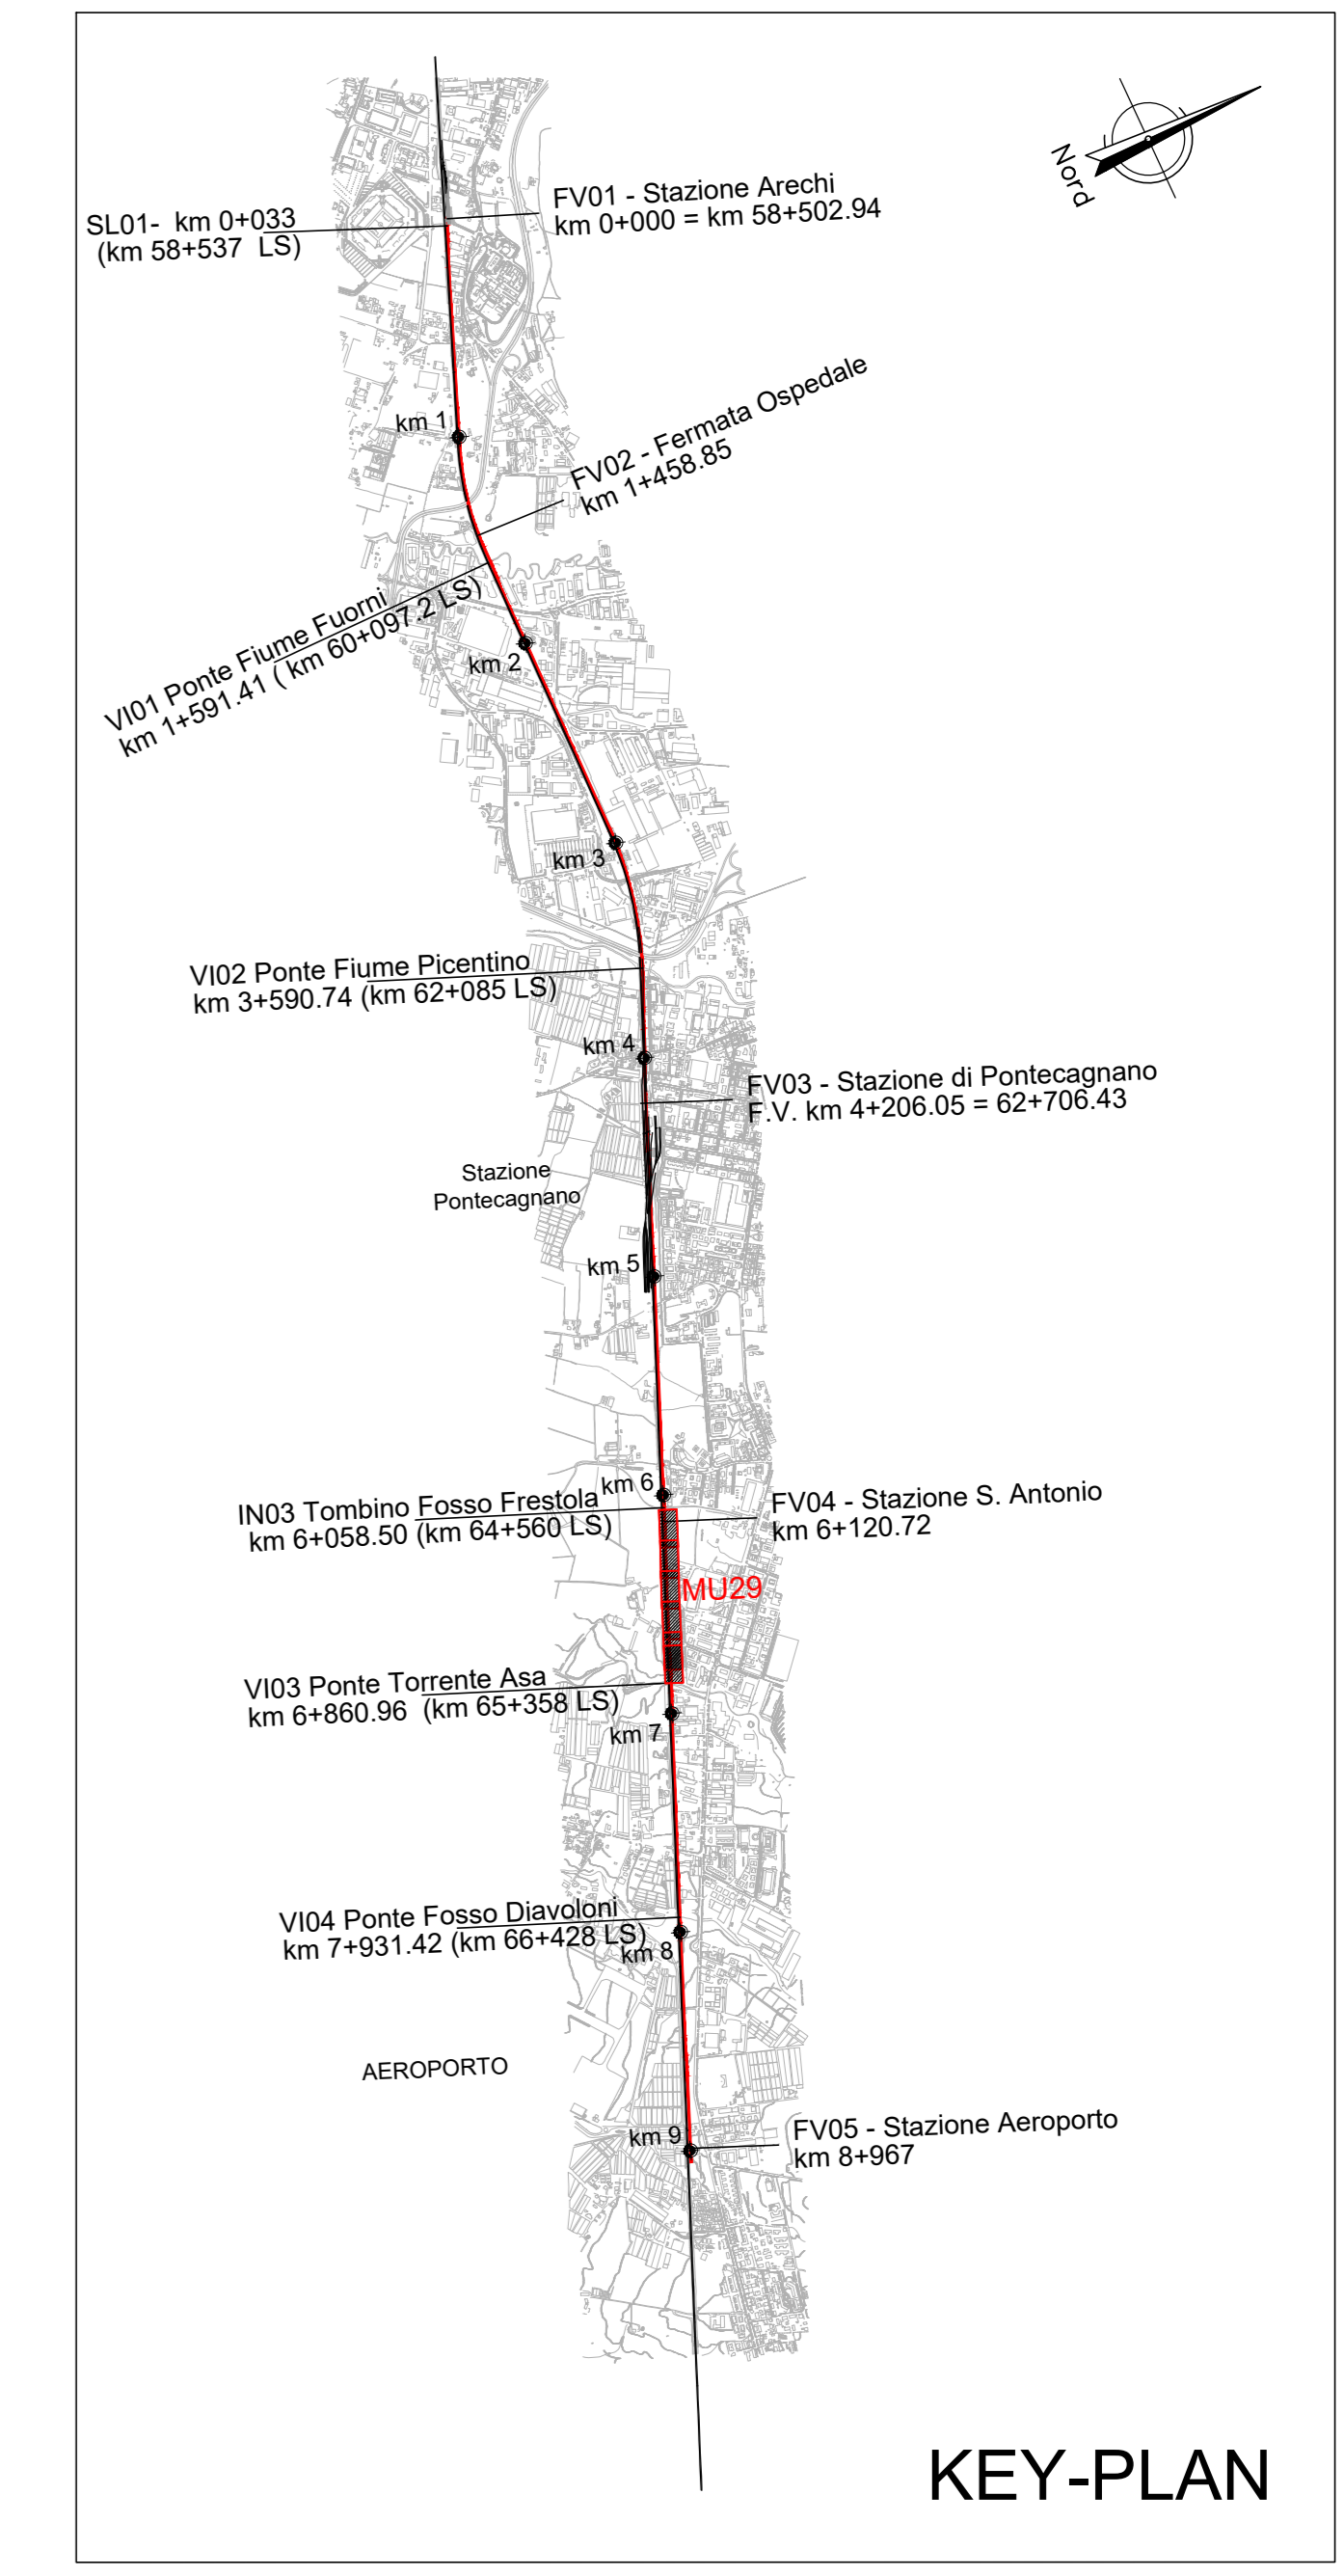 Nord
FV01 - Stazione Arechi
km 0+000 = km 58+502.94
SL01- km 0+033
(km 58+537 LS)
km 1
FV02 - Fermata Ospedale
km 1+458.85
VI01 Ponte Fiume Fuorni
km 1+591.41 ( km 60+097.2 LS)
km 2
km 3
VI02 Ponte Fiume Picentino
km 3+590.74 (km 62+085 LS)
km 4
FV03 - Stazione di Pontecagnano
F.V. km 4+206.05 = 62+706.43
Stazione
Pontecagnano
km 5
km 6
IN03 Tombino Fosso Frestola
km 6+058.50 (km 64+560 LS)
FV04 - Stazione S. Antonio
km 6+120.72
MU29
VI03 Ponte Torrente Asa
km 6+860.96 (km 65+358 LS)
km 7
VI04 Ponte Fosso Diavoloni
km 7+931.42 (km 66+428 LS)
km 8
AEROPORTO
km 9
FV05 - Stazione Aeroporto
km 8+967
KEY-PLAN